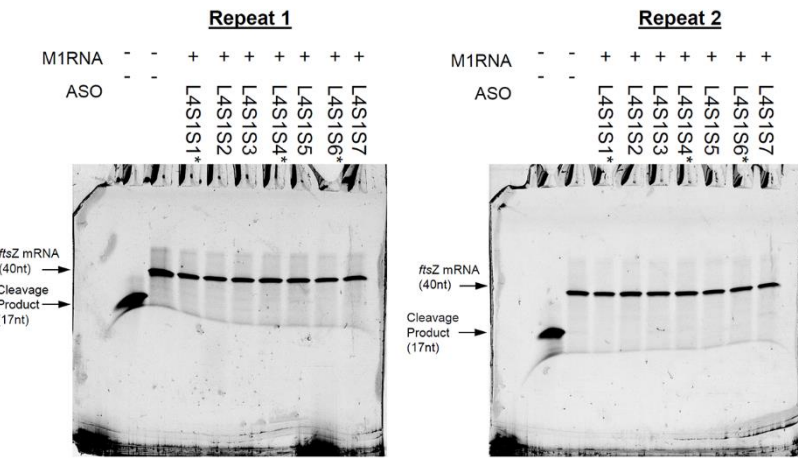 Repeat 1
M1RNA - - + + + + + + +
ASO - - L4S1S1* L4S1S2 L4S1S3 L4S1S4* L4S1S5 L4S1S6* L4S1S7
ftsZ mRNA
(40nt)
Cleavage
Product
(17nt)
Repeat 2
M1RNA - - + + + + + + +
ASO - - L4S1S1* L4S1S2 L4S1S3 L4S1S4* L4S1S5 L4S1S6* L4S1S7
ftsZ mRNA
(40nt)
Cleavage
Product
(17nt)